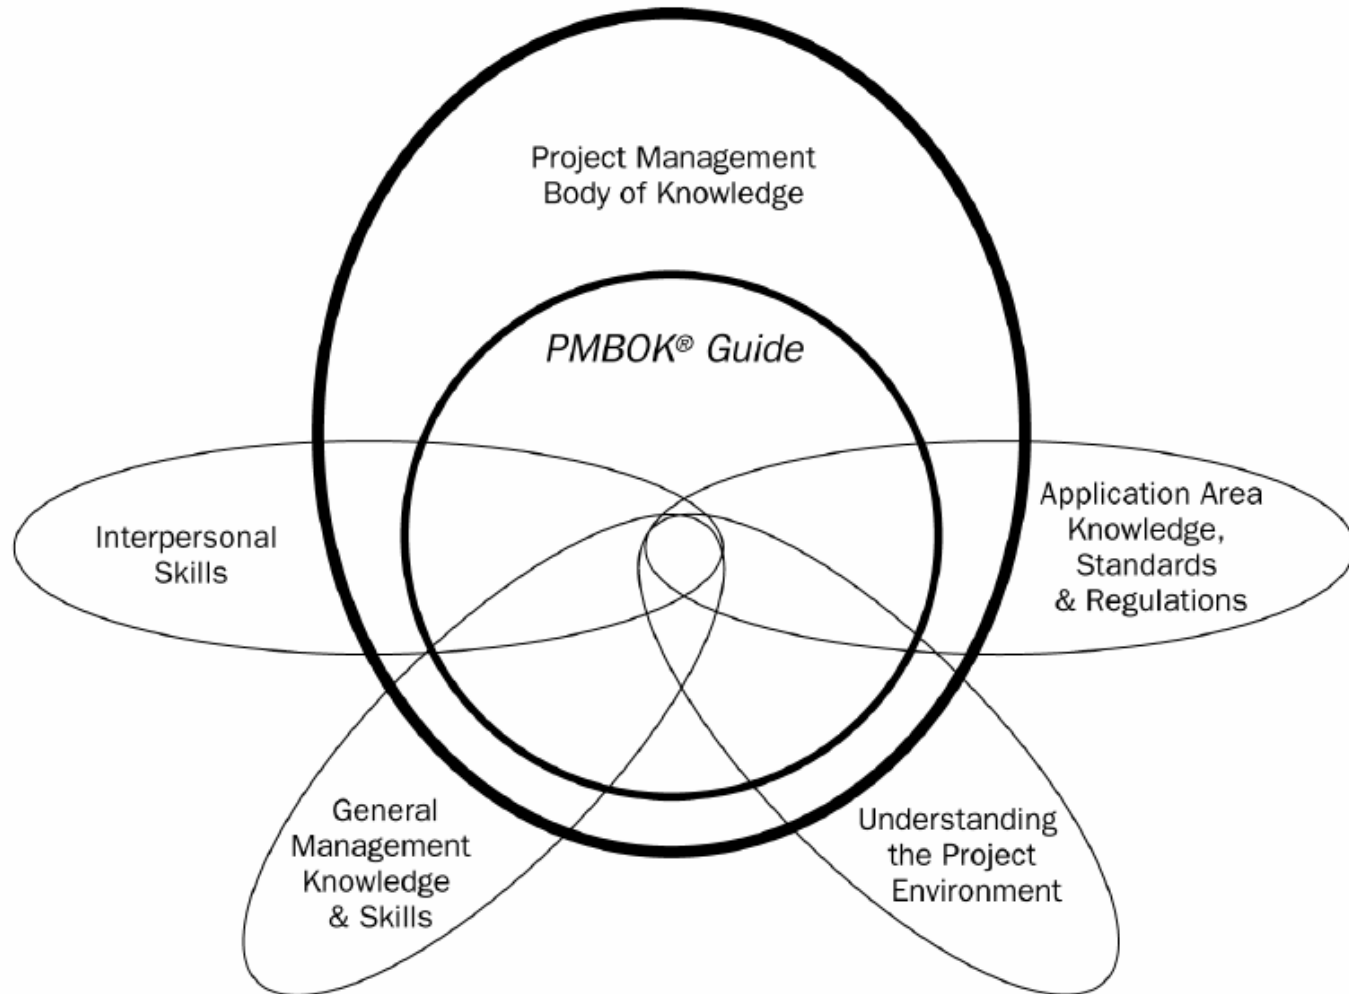 Project Management
Body of Knowledge
PMBOK® Guide
Interpersonal
Skills
Application Area
Knowledge,
Standards
& Regulations
General
Management
Knowledge
& Skills
Understanding
the Project
Environment